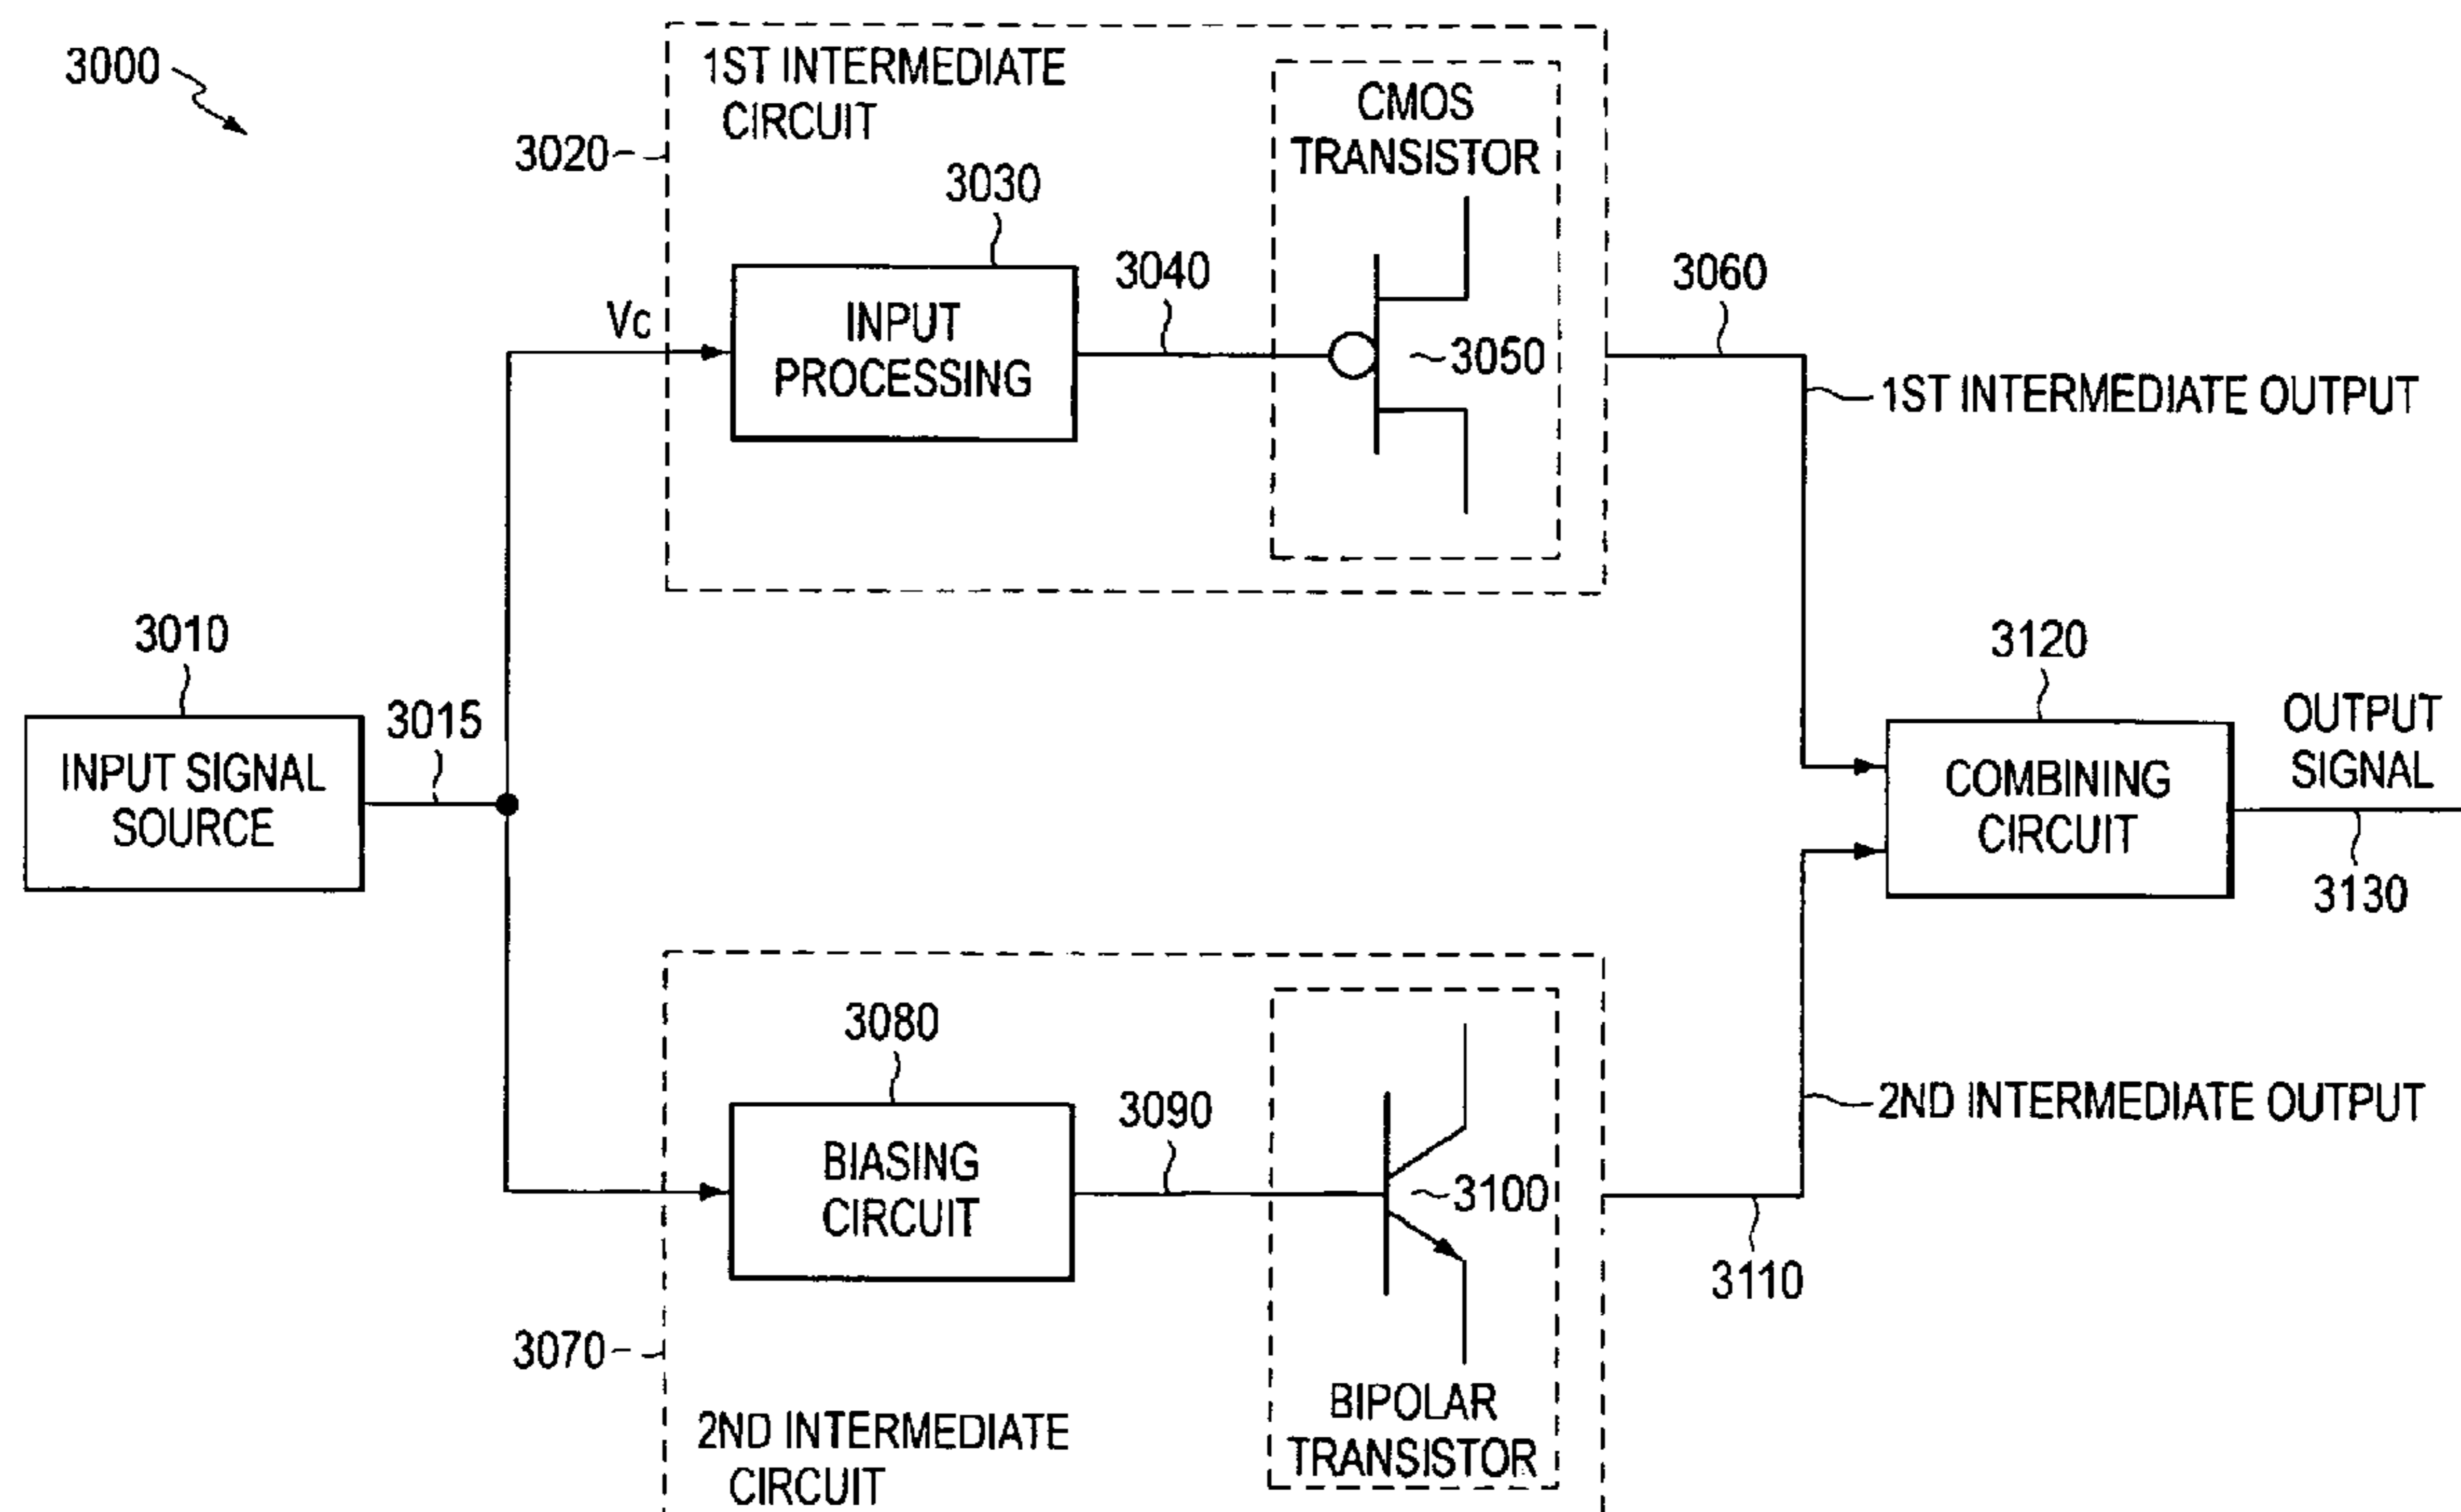 3000
1ST INTERMEDIATE
CIRCUIT
3020
CMOS
TRANSISTOR
3030
Vc
INPUT
PROCESSING
3040
3050
3060
1ST INTERMEDIATE OUTPUT
3010
INPUT SIGNAL
SOURCE
3015
3120
COMBINING
CIRCUIT
OUTPUT
SIGNAL
3130
3080
BIASING
CIRCUIT
3090
3100
2ND INTERMEDIATE OUTPUT
3110
3070
BIPOLAR
TRANSISTOR
2ND INTERMEDIATE
CIRCUIT